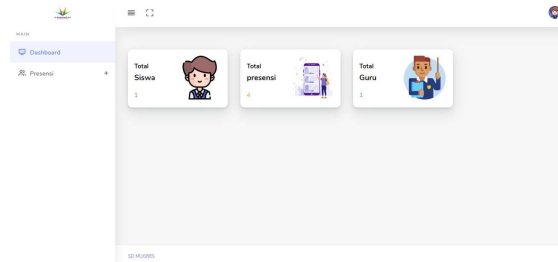 MAIN
Dashboard
Presensi +
Total
Siswa
1
Total
presensi
4
Total
Guru
1
SD MUGRES